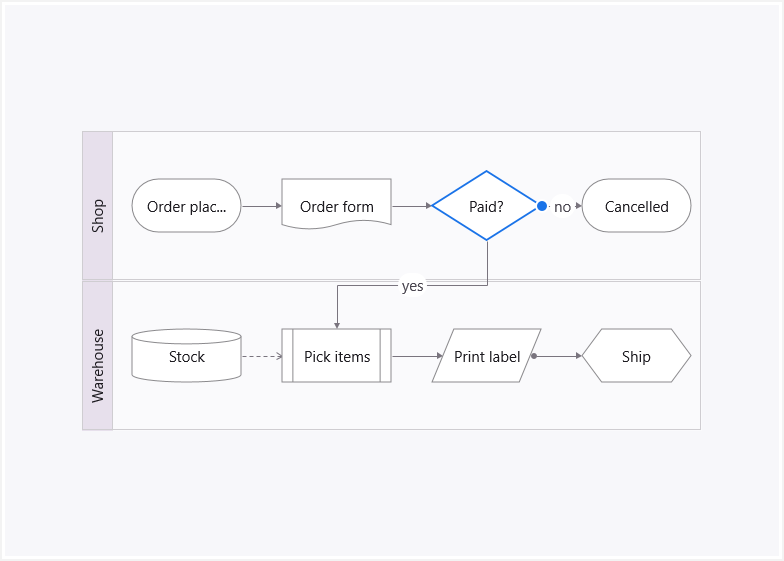 Shop
Order plac...
Order form
Paid?
no
Cancelled
yes
Warehouse
Stock
Pick items
Print label
Ship